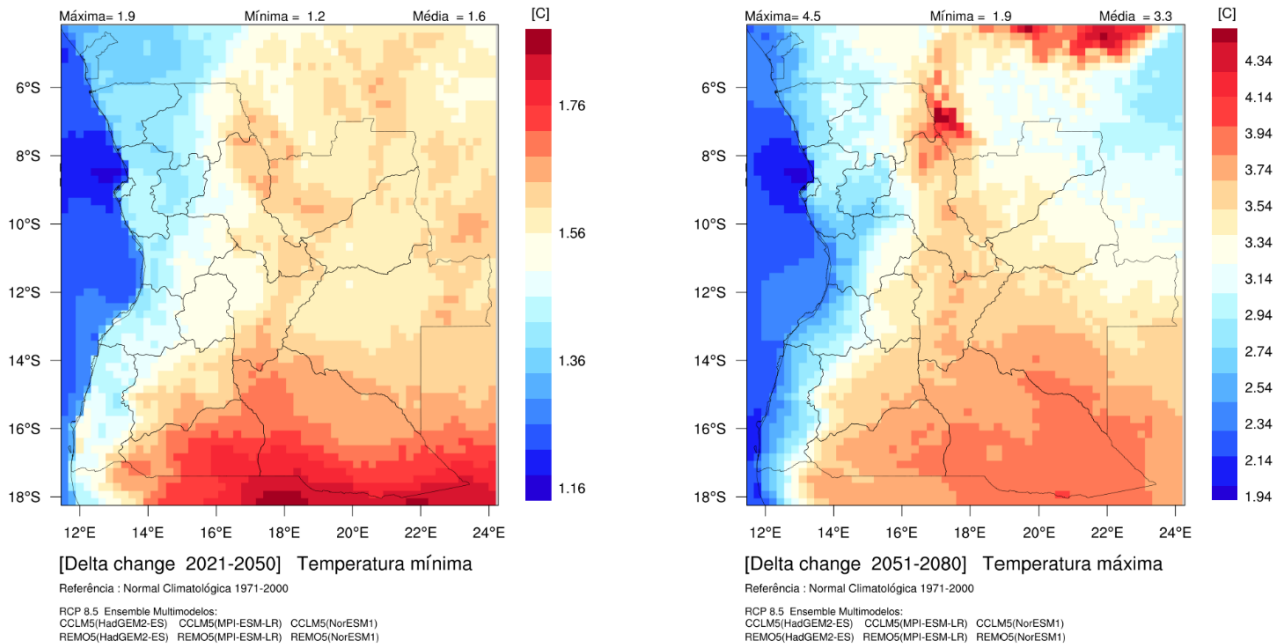 Máxima= 1.9 Mínima = 1.2 Média = 1.6 [C]
6°S
8°S
10°S
12°S
14°S
16°S
18°S
12°E 14°E 16°E 18°E 20°E 22°E 24°E
1.76
1.56
1.36
1.16
[Delta change 2021-2050] Temperatura mínima
Referência : Normal Climatológica 1971-2000
RCP 8.5 Ensemble Multimodelos:
CCLM5(HadGEM2-ES) CCLM5(MPI-ESM-LR) CCLM5(NorESM1)
REMO5(HadGEM2-ES) REMO5(MPI-ESM-LR) REMO5(NorESM1)
Máxima= 4.5 Mínima = 1.9 Média = 3.3 [C]
6°S
8°S
10°S
12°S
14°S
16°S
18°S
12°E 14°E 16°E 18°E 20°E 22°E 24°E
4.34
4.14
3.94
3.74
3.54
3.34
3.14
2.94
2.74
2.54
2.34
2.14
1.94
[Delta change 2051-2080] Temperatura máxima
Referência : Normal Climatológica 1971-2000
RCP 8.5 Ensemble Multimodelos:
CCLM5(HadGEM2-ES) CCLM5(MPI-ESM-LR) CCLM5(NorESM1)
REMO5(HadGEM2-ES) REMO5(MPI-ESM-LR) REMO5(NorESM1)